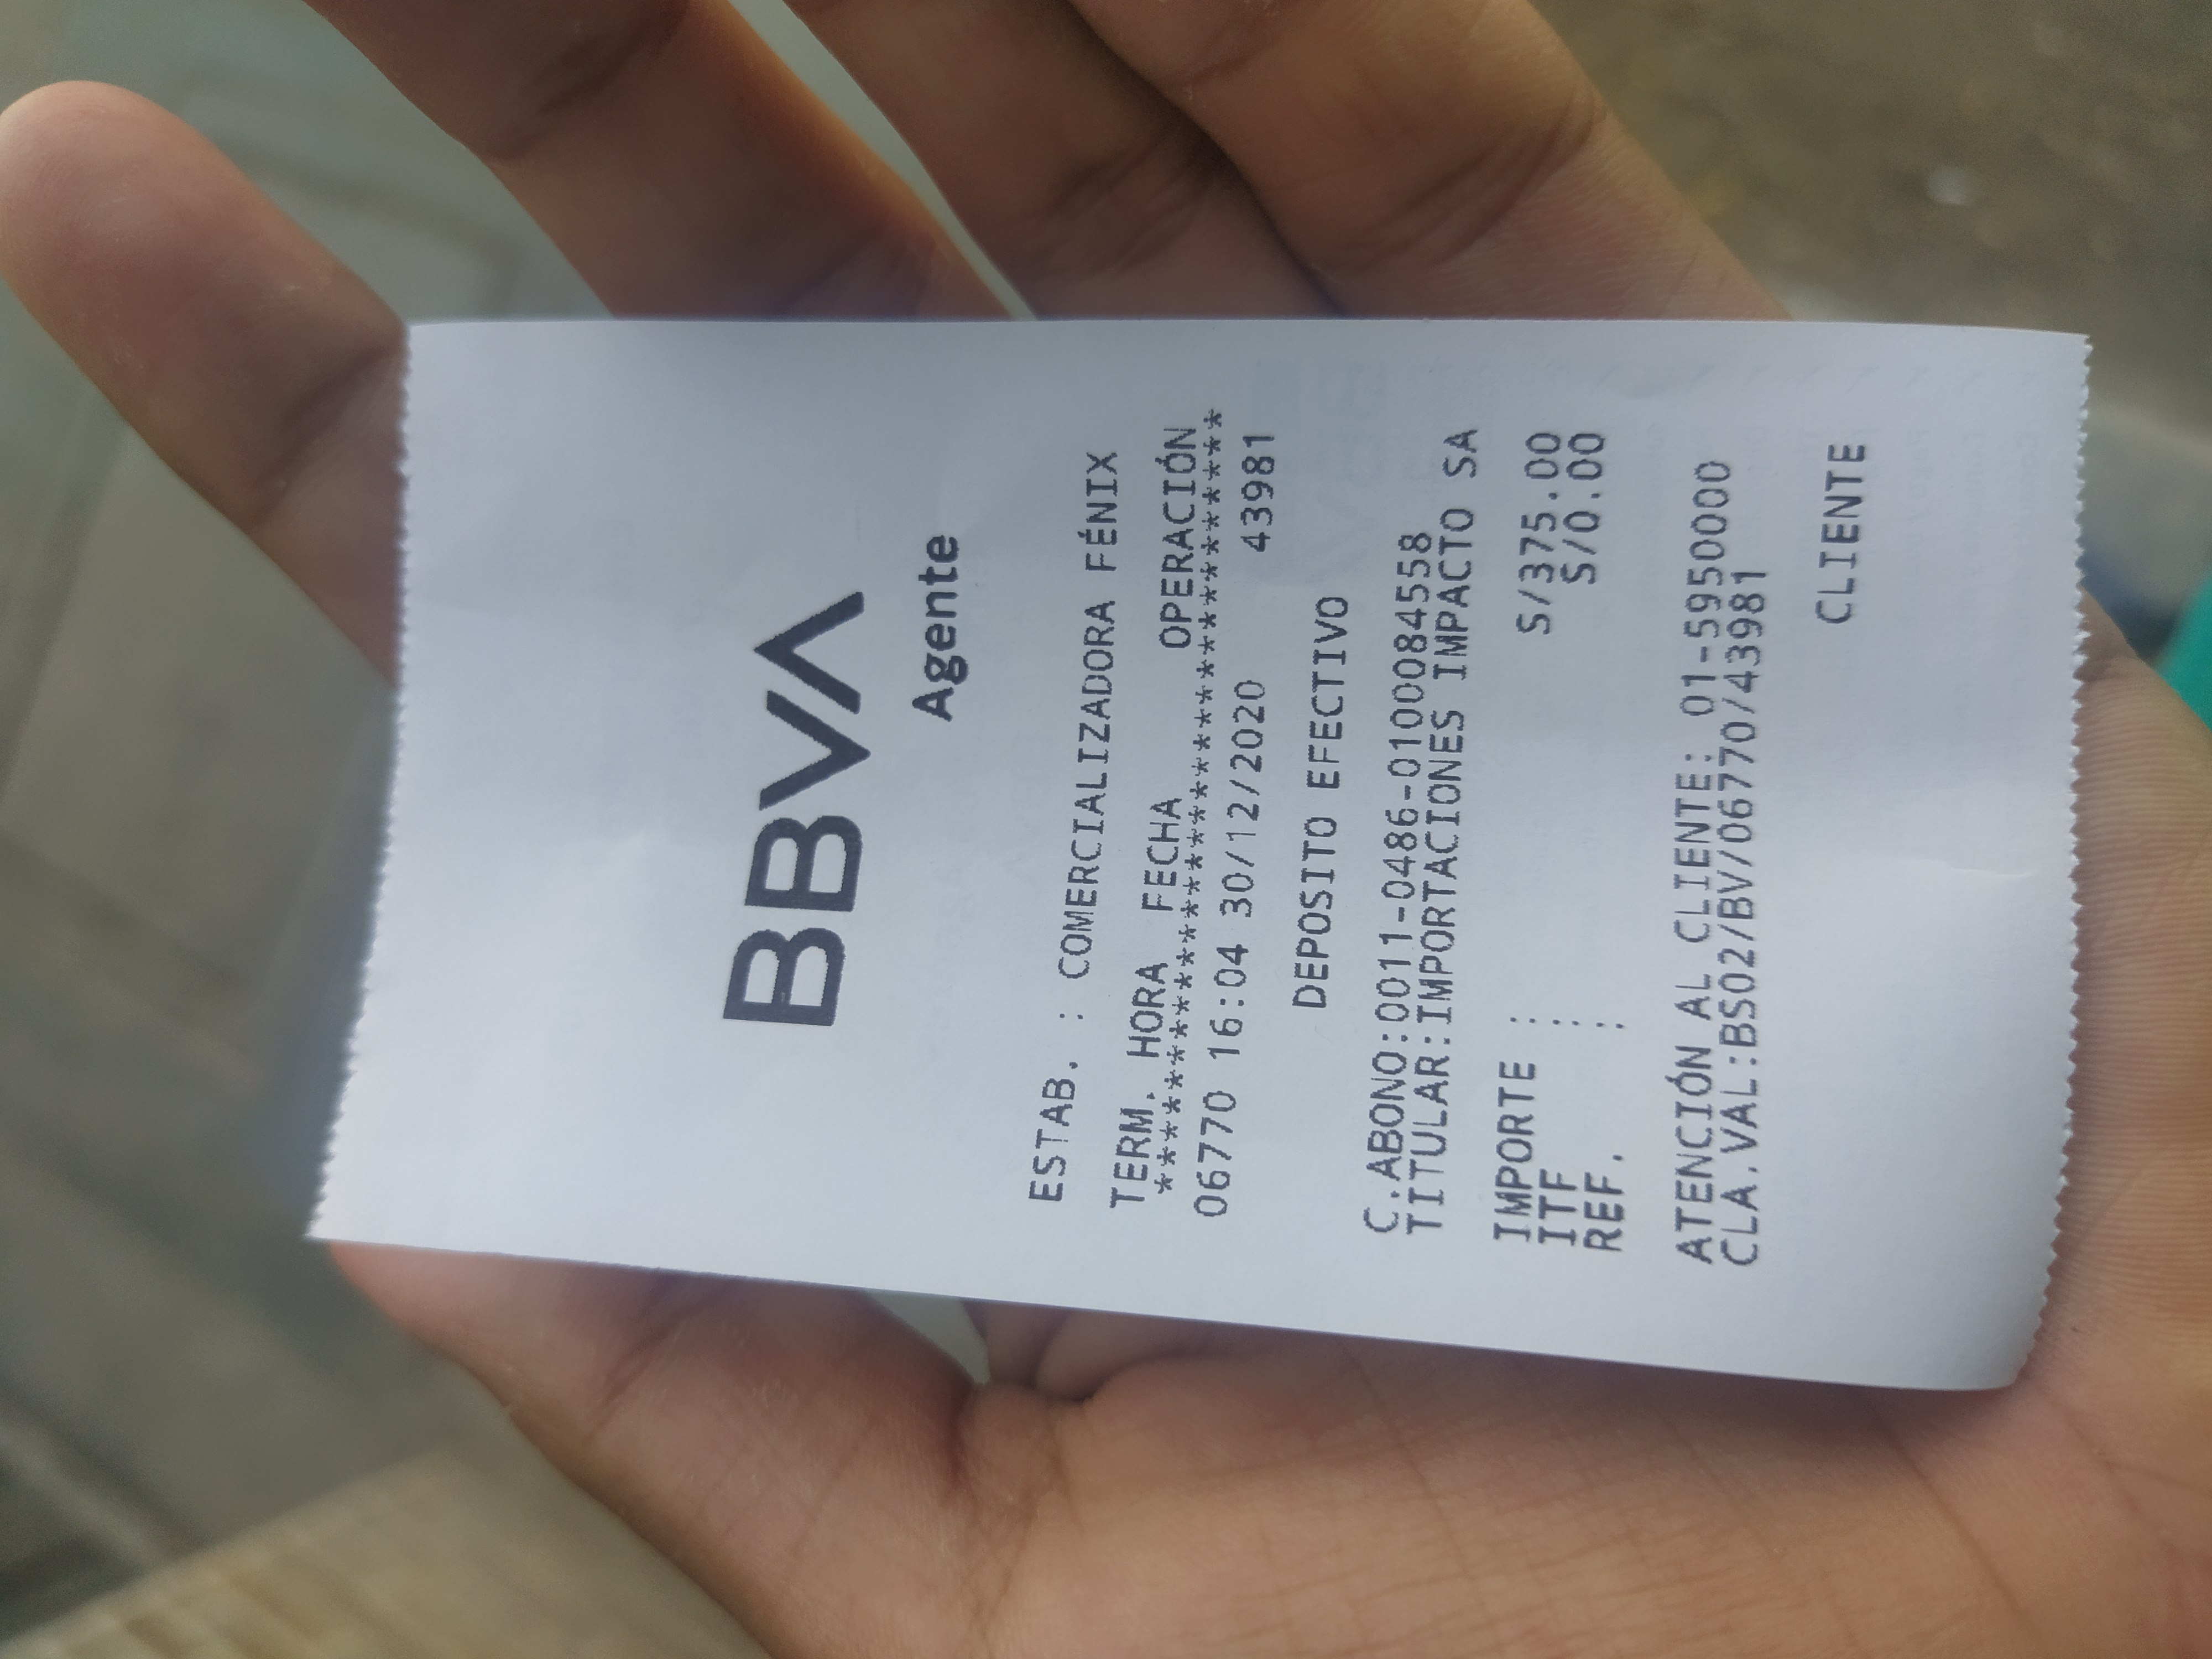 BBVA
Agente
ESTAB. : COMERCIALIZADORA FÉNIX
TERM. HORA FECHA OPERACIÓN
********************************
06770 16:04 30/12/2020 43981
DEPOSITO EFECTIVO
C.ABONO:0011-0486-0100084558
TITULAR:IMPORTACIONES IMPACTO SA
IMPORTE : S/375.00
ITF : S/0.00
REF. :
ATENCIÓN AL CLIENTE: 01-5950000
CLA.VAL:BS02/BV/06770/43981
CLIENTE